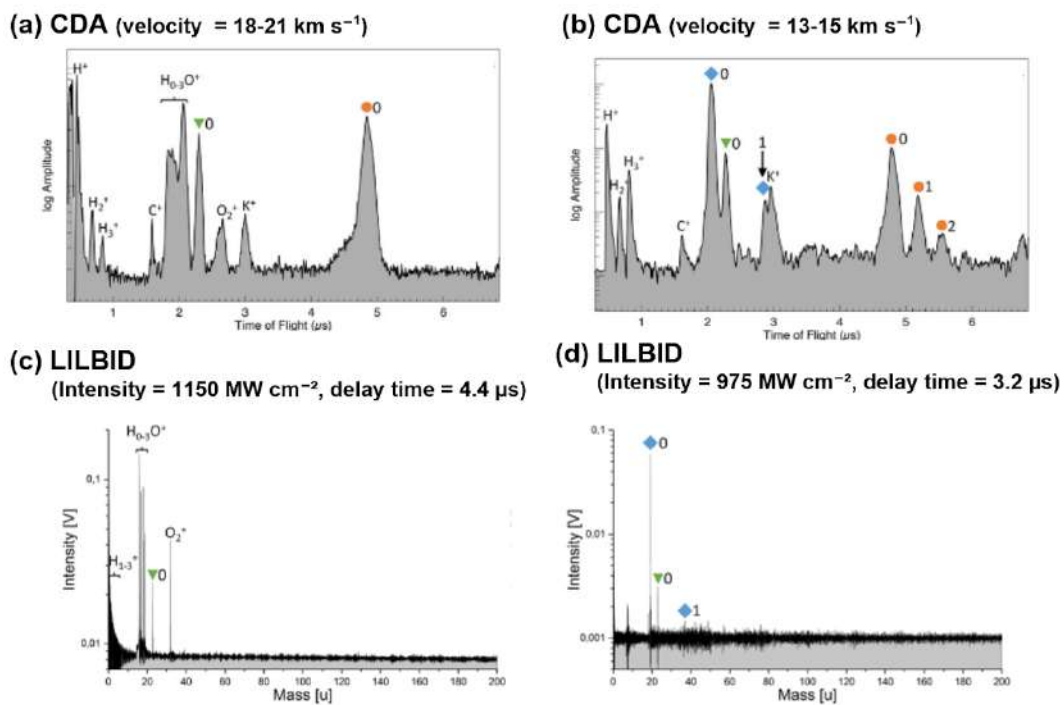 (a) CDA (velocity = 18-21 km s⁻¹)
H⁺
H₂⁺
H₃⁺
C⁺
H₀₋₃O⁺
0
O₂⁺
K⁺
0
log Amplitude
1 2 3 4 5 6
Time of Flight (µs)
(b) CDA (velocity = 13-15 km s⁻¹)
H⁺
H₂⁺
H₃⁺
C⁺
0
0
1
K⁺
0
1
2
log Amplitude
1 2 3 4 5 6
Time of Flight (µs)
(c) LILBID
(Intensity = 1150 MW cm⁻², delay time = 4.4 µs)
H₀₋₃O⁺
H₁₋₃⁺
0
O₂⁺
0,1
0,01
Intensity [V]
0 20 40 60 80 100 120 140 160 180 200
Mass [u]
(d) LILBID
(Intensity = 975 MW cm⁻², delay time = 3.2 µs)
0
0
1
0,1
0.01
0.001
Intensity [V]
0 20 40 60 80 100 120 140 160 180 200
Mass [u]